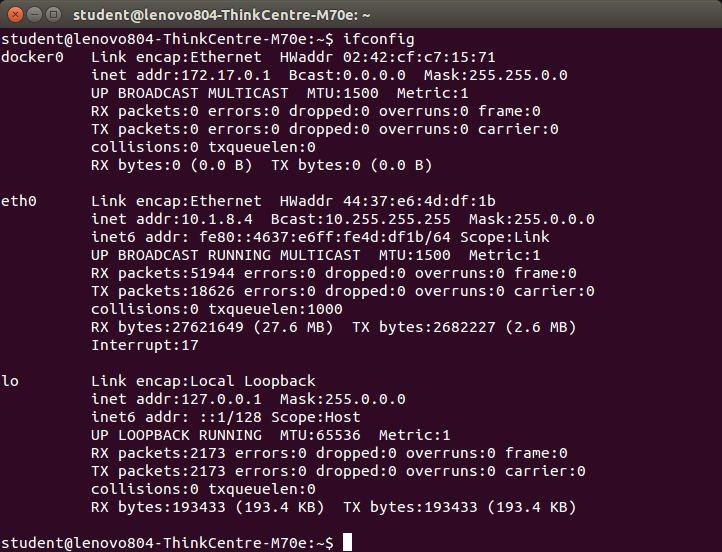 student@lenovo804-ThinkCentre-M70e: ~
student@lenovo804-ThinkCentre-M70e:~$ ifconfig
docker0   Link encap:Ethernet  HWaddr 02:42:cf:c7:15:71
          inet addr:172.17.0.1  Bcast:0.0.0.0  Mask:255.255.0.0
          UP BROADCAST MULTICAST  MTU:1500  Metric:1
          RX packets:0 errors:0 dropped:0 overruns:0 frame:0
          TX packets:0 errors:0 dropped:0 overruns:0 carrier:0
          collisions:0 txqueuelen:0
          RX bytes:0 (0.0 B)  TX bytes:0 (0.0 B)

eth0      Link encap:Ethernet  HWaddr 44:37:e6:4d:df:1b
          inet addr:10.1.8.4  Bcast:10.255.255.255  Mask:255.0.0.0
          inet6 addr: fe80::4637:e6ff:fe4d:df1b/64 Scope:Link
          UP BROADCAST RUNNING MULTICAST  MTU:1500  Metric:1
          RX packets:51944 errors:0 dropped:0 overruns:0 frame:0
          TX packets:18626 errors:0 dropped:0 overruns:0 carrier:0
          collisions:0 txqueuelen:1000
          RX bytes:27621649 (27.6 MB)  TX bytes:2682227 (2.6 MB)
          Interrupt:17

lo        Link encap:Local Loopback
          inet addr:127.0.0.1  Mask:255.0.0.0
          inet6 addr: ::1/128 Scope:Host
          UP LOOPBACK RUNNING  MTU:65536  Metric:1
          RX packets:2173 errors:0 dropped:0 overruns:0 frame:0
          TX packets:2173 errors:0 dropped:0 overruns:0 carrier:0
          collisions:0 txqueuelen:0
          RX bytes:193433 (193.4 KB)  TX bytes:193433 (193.4 KB)

student@lenovo804-ThinkCentre-M70e:~$